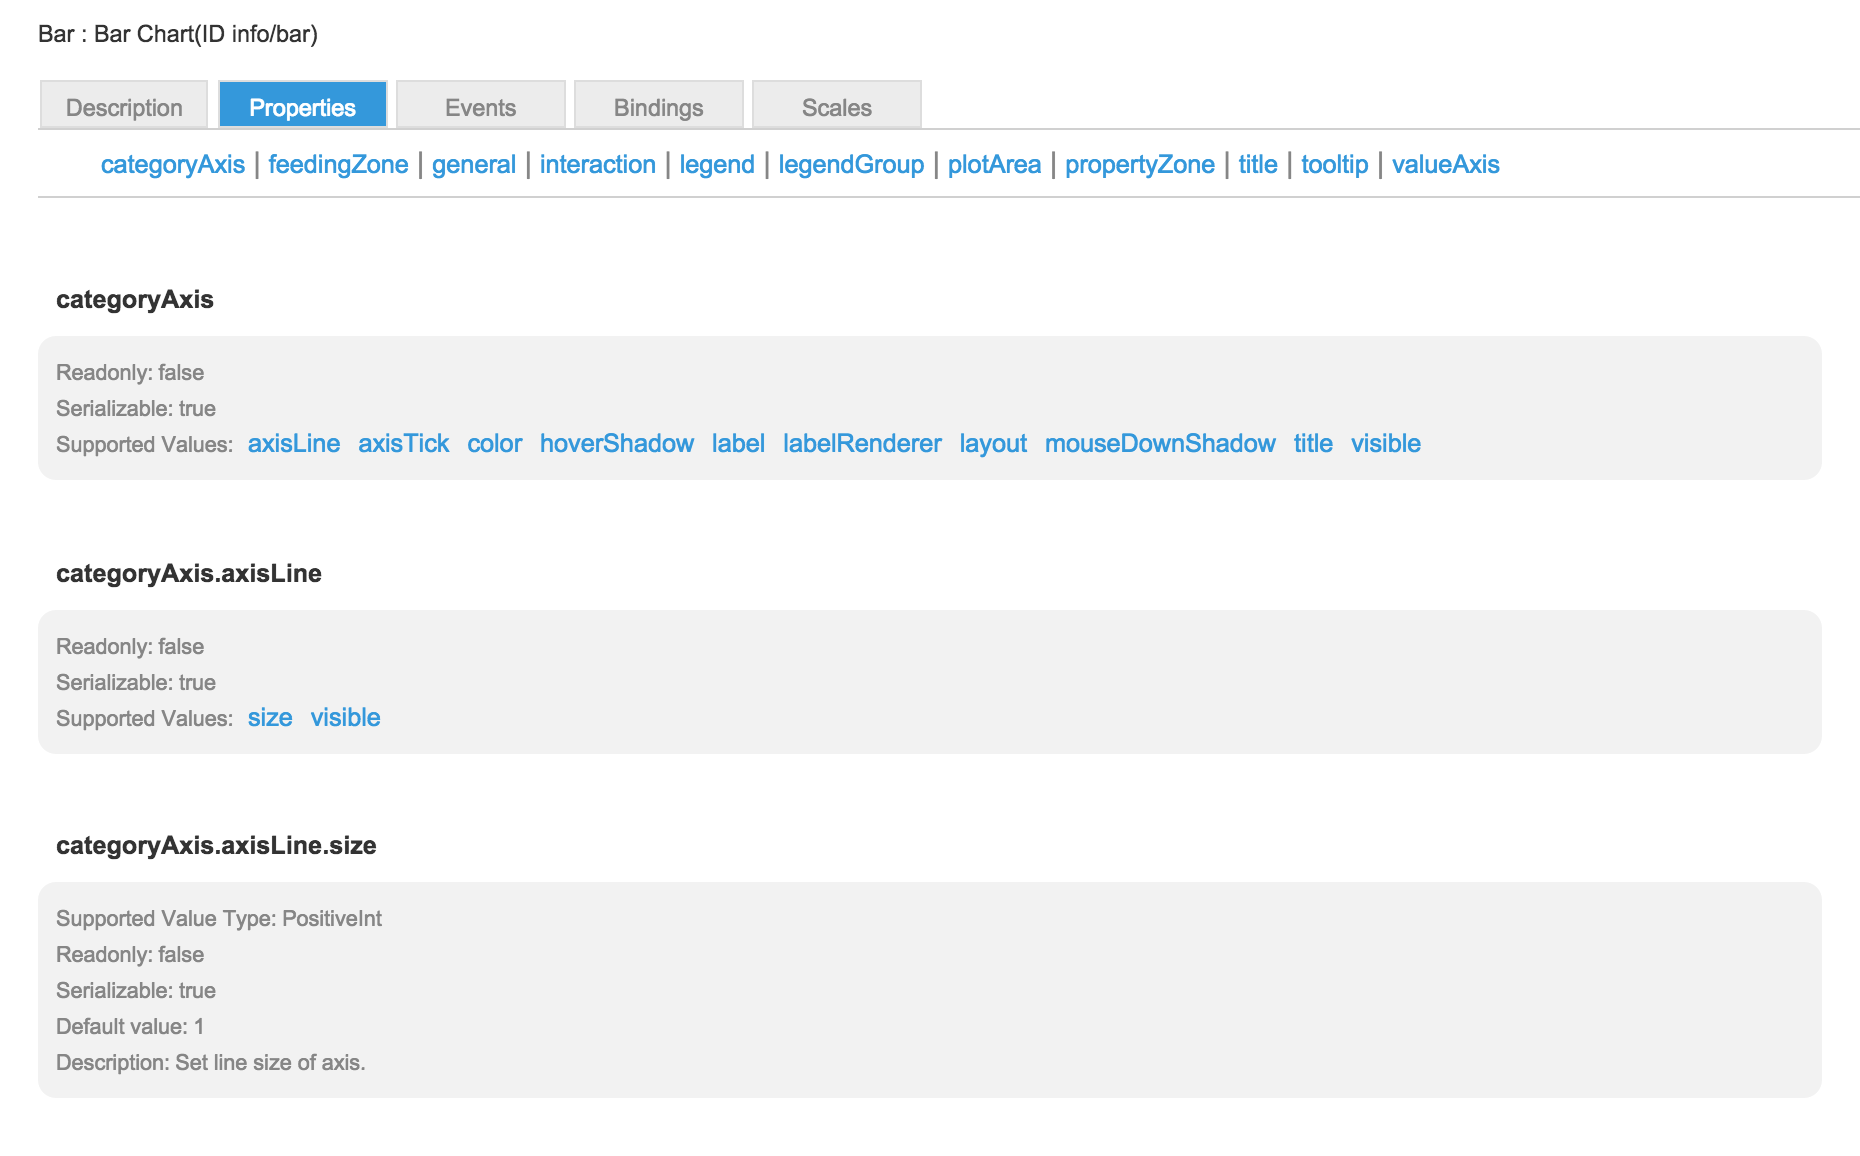 Bar : Bar Chart(ID info/bar)
Description Properties Events Bindings Scales
categoryAxis | feedingZone | general | interaction | legend | legendGroup | plotArea | propertyZone | title | tooltip | valueAxis
categoryAxis
Readonly: false
Serializable: true
Supported Values: axisLine axisTick color hoverShadow label labelRenderer layout mouseDownShadow title visible
categoryAxis.axisLine
Readonly: false
Serializable: true
Supported Values: size visible
categoryAxis.axisLine.size
Supported Value Type: PositiveInt
Readonly: false
Serializable: true
Default value: 1
Description: Set line size of axis.